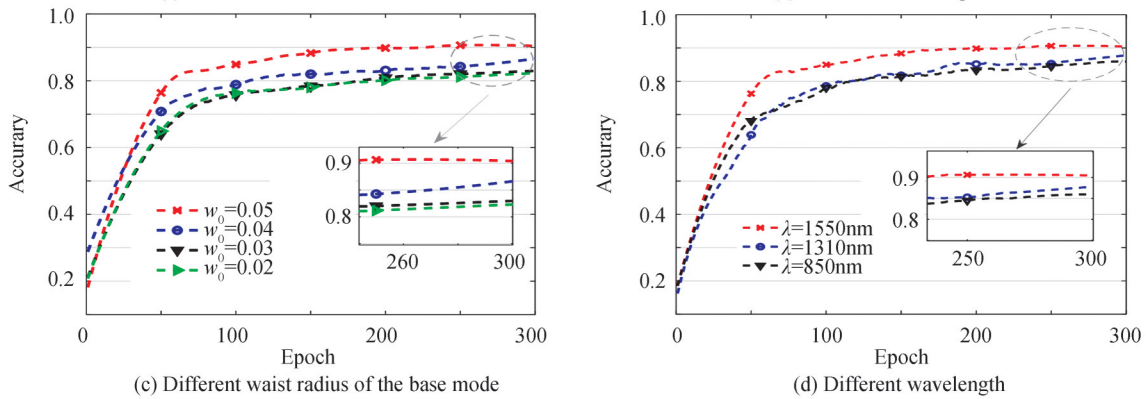 1.0
0.8
0.6
0.4
0.2
Accurary
w0=0.05
w0=0.04
w0=0.03
w0=0.02
0.9
0.8
260
300
0
100
200
300
Epoch
(c) Different waist radius of the base mode
1.0
0.8
0.6
0.4
0.2
Accurary
λ=1550nm
λ=1310nm
λ=850nm
0.9
0.8
250
300
0
100
200
300
Epoch
(d) Different wavelength